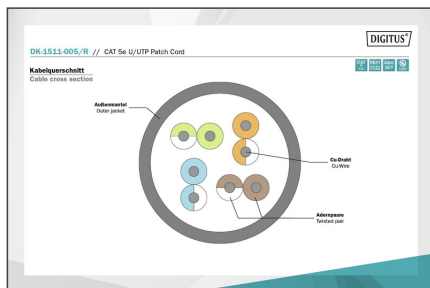 DIGITUS®
DK-1511-005/R // CAT 5e U/UTP Patch Cord
Kabelquerschnitt
Cable cross section
Außenmantel
Outer jacket
Cu-Draht
Cu-Wire
Adernpaare
Twisted pair